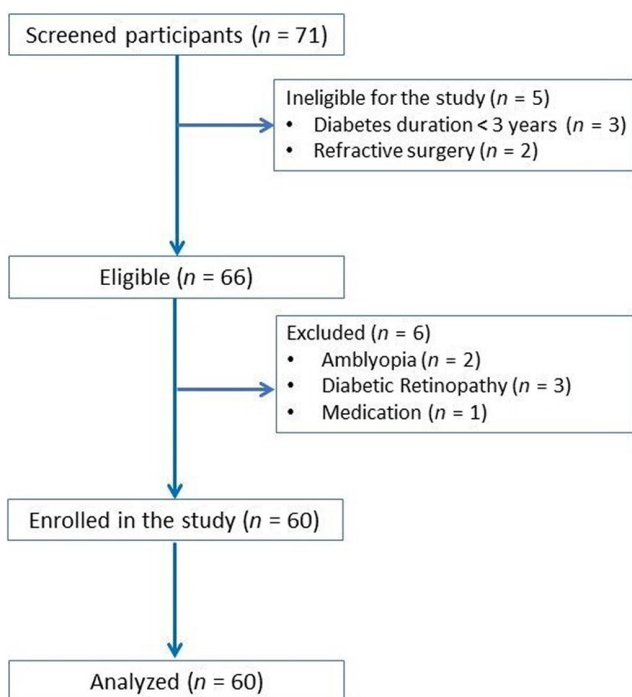 Screened participants (n = 71)
Ineligible for the study (n = 5)
• Diabetes duration < 3 years (n = 3)
• Refractive surgery (n = 2)
Eligible (n = 66)
Excluded (n = 6)
• Amblyopia (n = 2)
• Diabetic Retinopathy (n = 3)
• Medication (n = 1)
Enrolled in the study (n = 60)
Analyzed (n = 60)